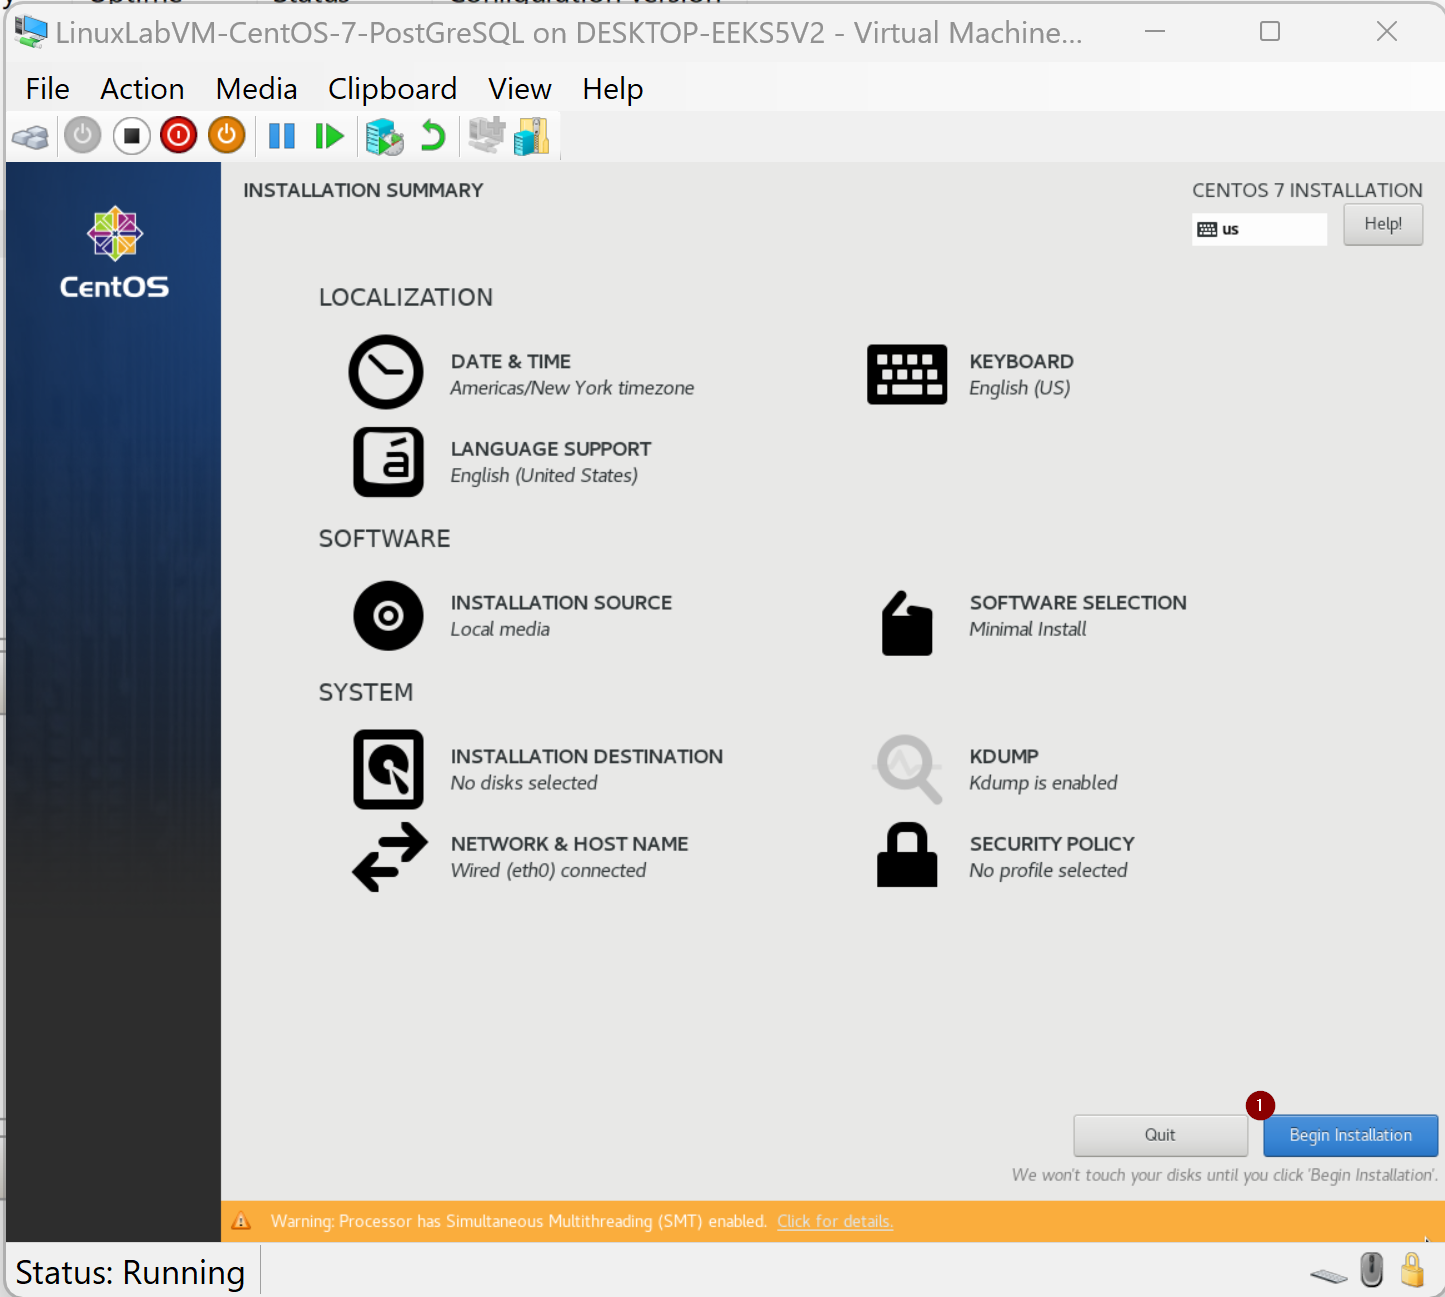 LinuxLabVM-CentOS-7-PostGreSQL on DESKTOP-EEKS5V2 - Virtual Machine...
File Action Media Clipboard View Help
CentOS
INSTALLATION SUMMARY
CENTOS 7 INSTALLATION
us
Help!
LOCALIZATION
DATE & TIME
Americas/New York timezone
KEYBOARD
English (US)
á
LANGUAGE SUPPORT
English (United States)
SOFTWARE
INSTALLATION SOURCE
Local media
SOFTWARE SELECTION
Minimal Install
SYSTEM
INSTALLATION DESTINATION
No disks selected
KDUMP
Kdump is enabled
NETWORK & HOST NAME
Wired (eth0) connected
SECURITY POLICY
No profile selected
1
Quit
Begin Installation
We won't touch your disks until you click 'Begin Installation'.
Warning: Processor has Simultaneous Multithreading (SMT) enabled. Click for details.
Status: Running